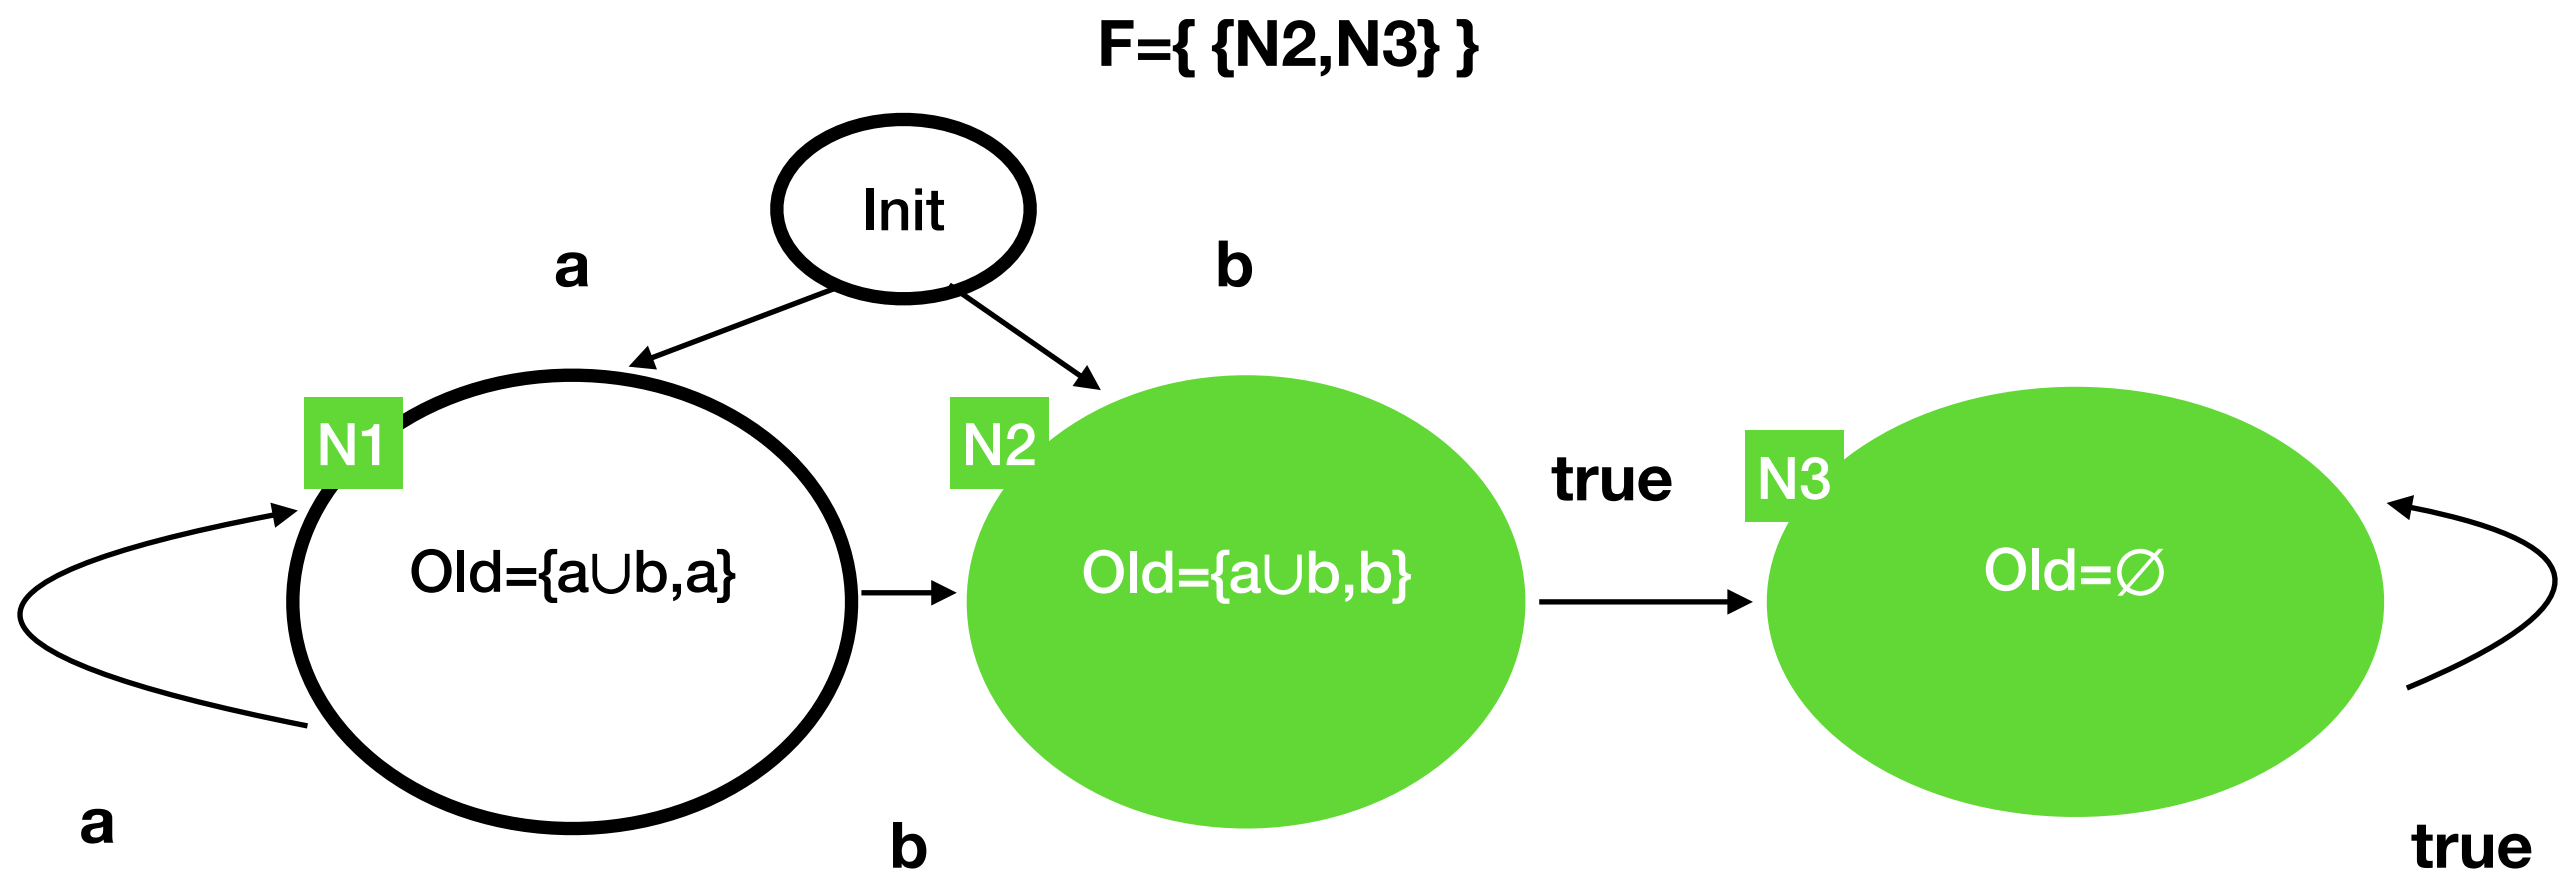 F={ {N2,N3} }
Init
a
b
N1
N2
N3
true
Old={a∪b,a}
Old={a∪b,b}
Old=∅
a
b
true